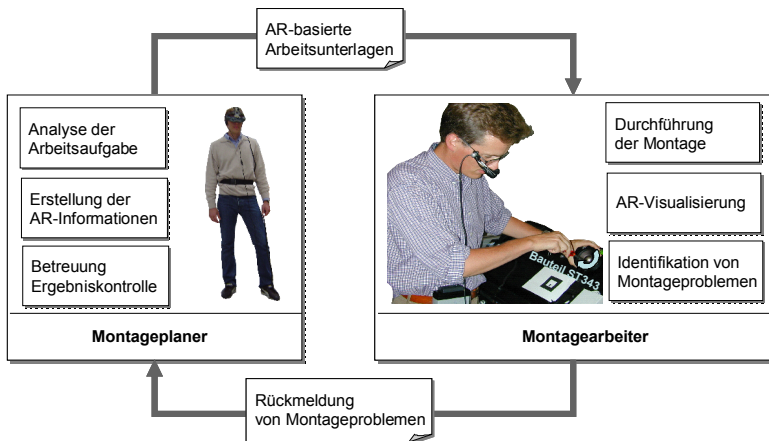 AR-basierte
Arbeitsunterlagen
Analyse der
Arbeitsaufgabe
Erstellung der
AR-Informationen
Betreuung
Ergebniskontrolle
Montageplaner
Bauteil ST343
Durchführung
der Montage
AR-Visualisierung
Identifikation von
Montageproblemen
Montagearbeiter
Rückmeldung
von Montageproblemen